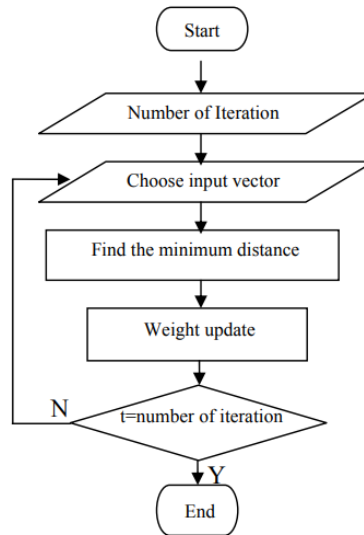 Start
Number of Iteration
Choose input vector
Find the minimum distance
Weight update
t=number of iteration
N
Y
End